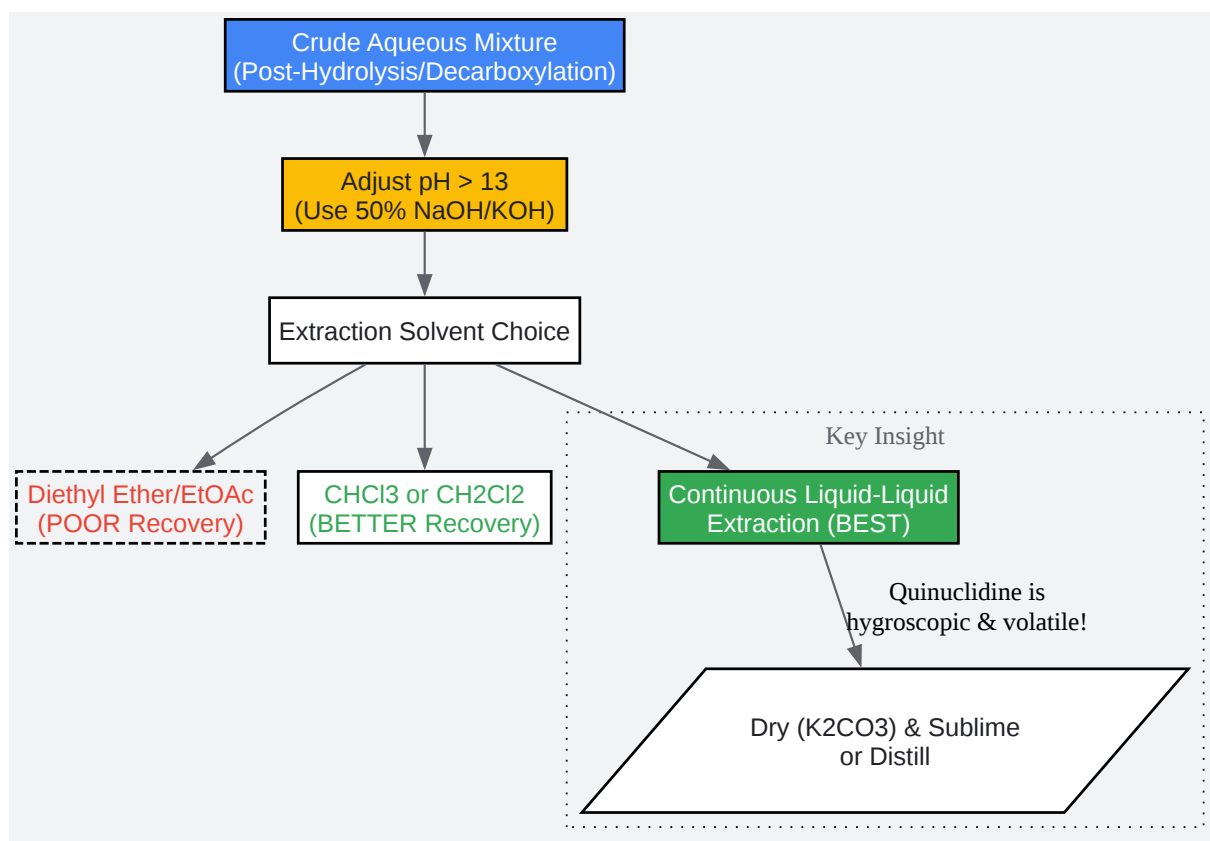 Crude Aqueous Mixture
(Post-Hydrolysis/Decarboxylation)
Adjust pH > 13
(Use 50% NaOH/KOH)
Extraction Solvent Choice
Key Insight
Diethyl Ether/EtOAc
(POOR Recovery)
CHCl3 or CH2Cl2
(BETTER Recovery)
Continuous Liquid-Liquid
Extraction (BEST)
Quinuclidine is
hygroscopic & volatile!
Dry (K2CO3) & Sublime
or Distill